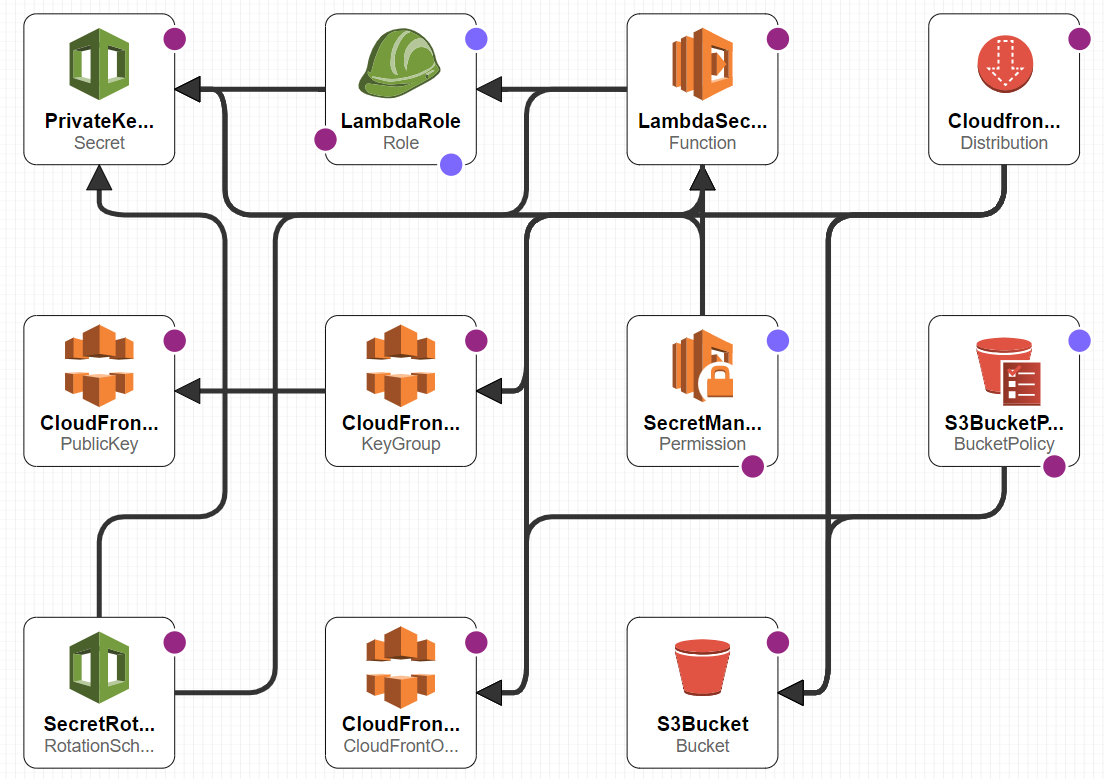 PrivateKe...
Secret
LambdaRole
Role
LambdaSec...
Function
Cloudfron...
Distribution
CloudFron...
PublicKey
CloudFron...
KeyGroup
SecretMan...
Permission
S3BucketP...
BucketPolicy
SecretRot...
RotationSch...
CloudFron...
CloudFrontO...
S3Bucket
Bucket